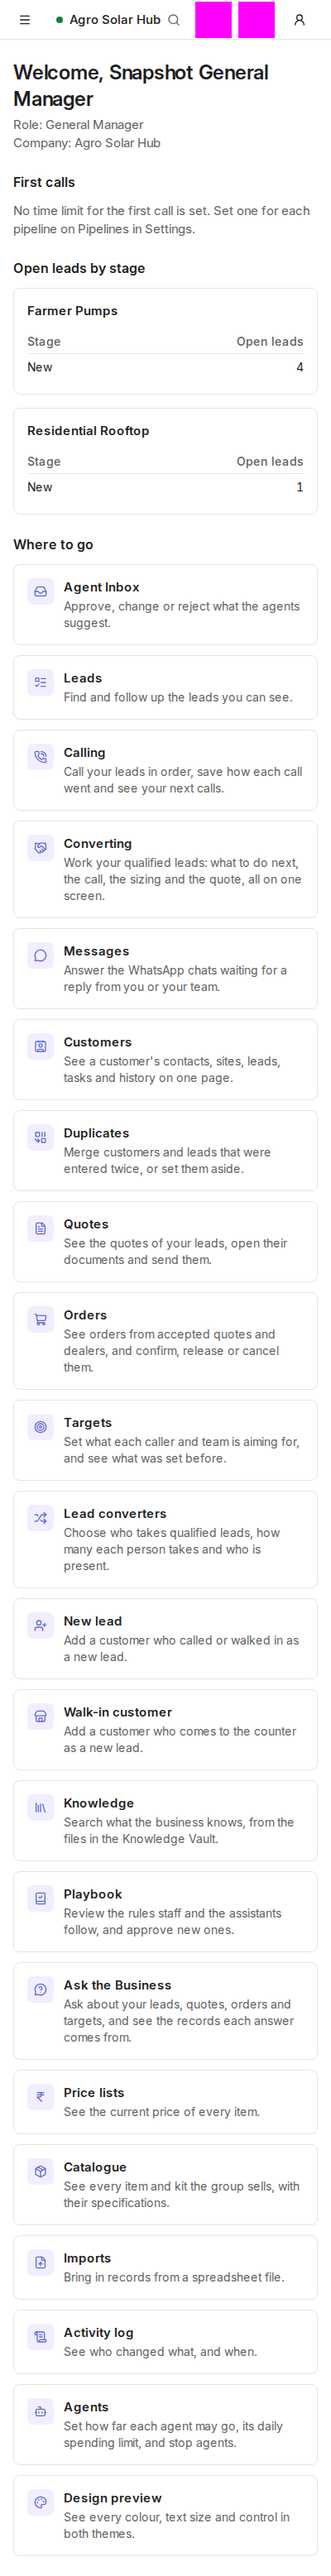 Agro Solar Hub
Welcome, Snapshot General
Manager
Role: General Manager
Company: Agro Solar Hub
First calls
No time limit for the first call is set. Set one for each
pipeline on Pipelines in Settings.
Open leads by stage
Farmer Pumps
Stage Open leads
New 4
Residential Rooftop
Stage Open leads
New 1
Where to go
Agent Inbox
Approve, change or reject what the agents
suggest.
Leads
Find and follow up the leads you can see.
Calling
Call your leads in order, save how each call
went and see your next calls.
Converting
Work your qualified leads: what to do next,
the call, the sizing and the quote, all on one
screen.
Messages
Answer the WhatsApp chats waiting for a
reply from you or your team.
Customers
See a customer's contacts, sites, leads,
tasks and history on one page.
Duplicates
Merge customers and leads that were
entered twice, or set them aside.
Quotes
See the quotes of your leads, open their
documents and send them.
Orders
See orders from accepted quotes and
dealers, and confirm, release or cancel
them.
Targets
Set what each caller and team is aiming for,
and see what was set before.
Lead converters
Choose who takes qualified leads, how
many each person takes and who is
present.
New lead
Add a customer who called or walked in as
a new lead.
Walk-in customer
Add a customer who comes to the counter
as a new lead.
Knowledge
Search what the business knows, from the
files in the Knowledge Vault.
Playbook
Review the rules staff and the assistants
follow, and approve new ones.
Ask the Business
Ask about your leads, quotes, orders and
targets, and see the records each answer
comes from.
Price lists
See the current price of every item.
Catalogue
See every item and kit the group sells, with
their specifications.
Imports
Bring in records from a spreadsheet file.
Activity log
See who changed what, and when.
Agents
Set how far each agent may go, its daily
spending limit, and stop agents.
Design preview
See every colour, text size and control in
both themes.